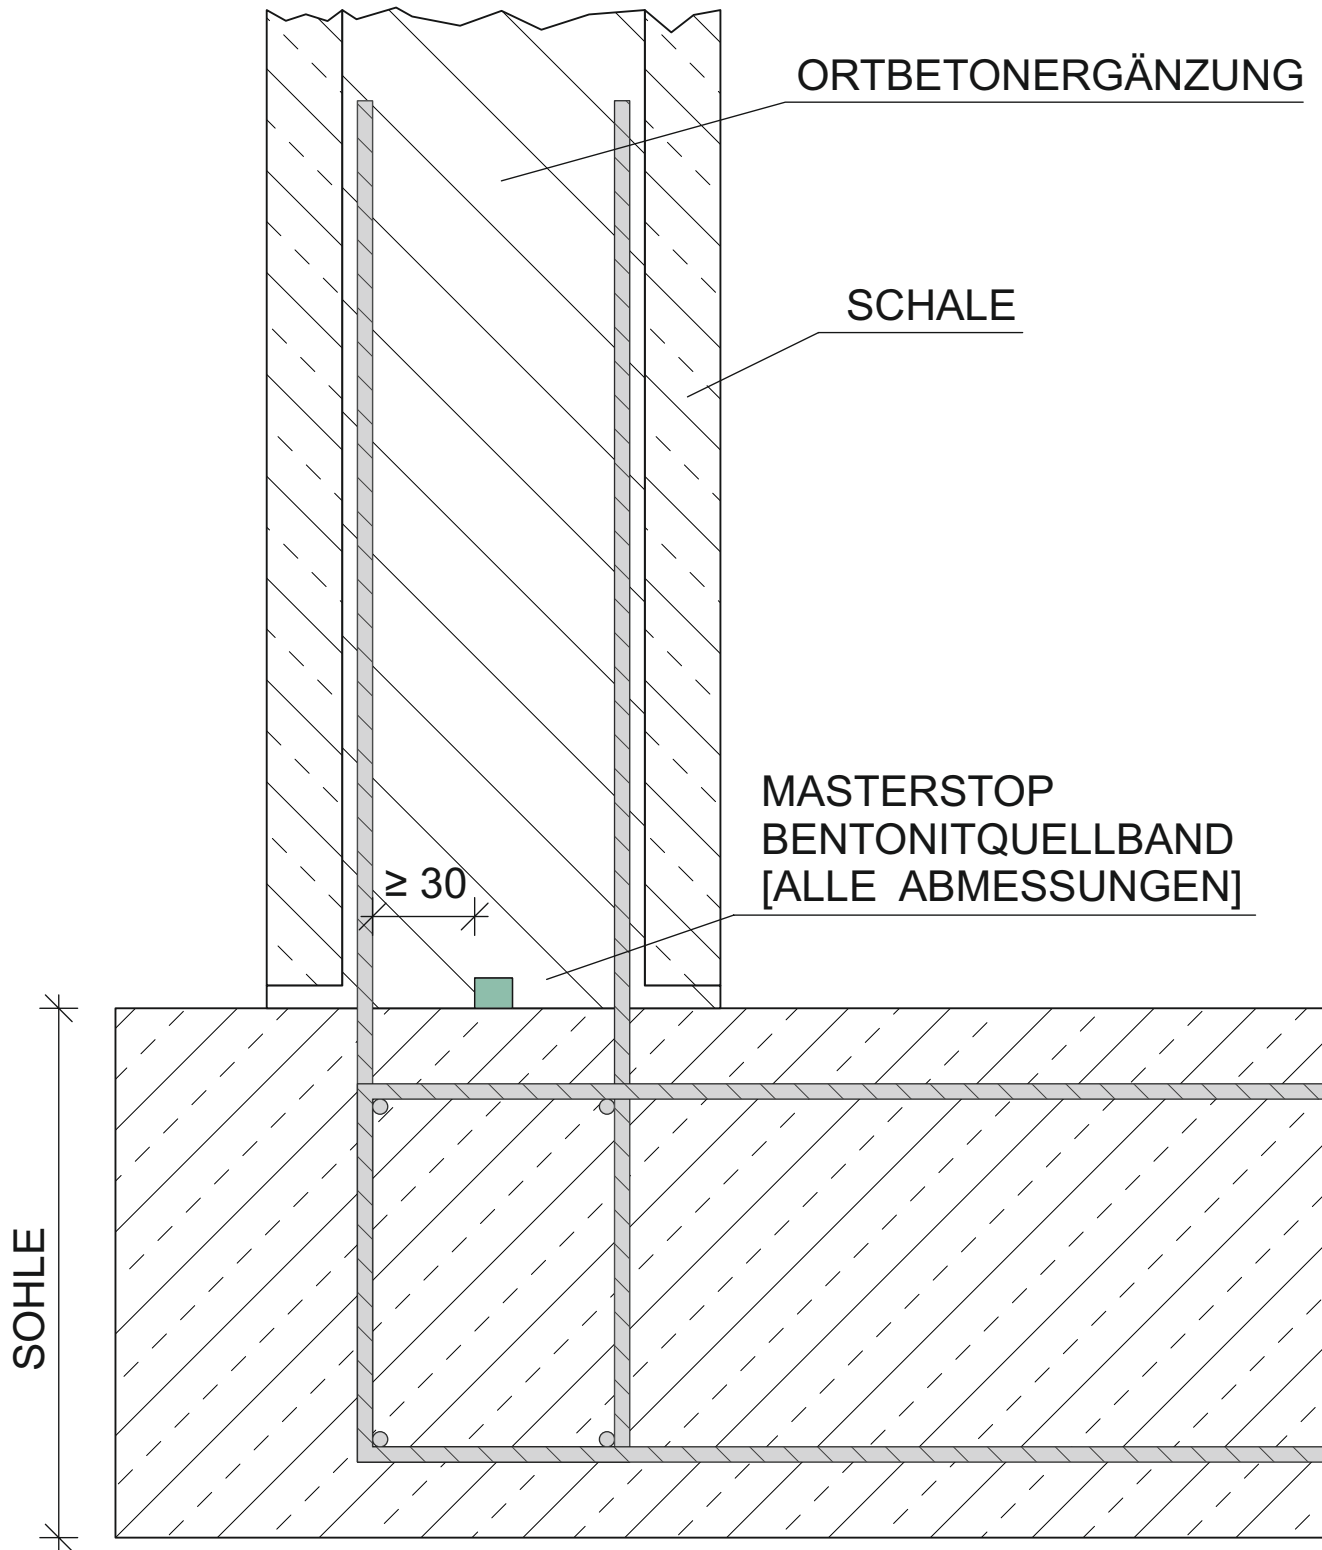 ORTBETONERGÄNZUNG
SCHALE
MASTERSTOP
BENTONITQUELLBAND
[ALLE ABMESSUNGEN]
≥ 30
SOHLE